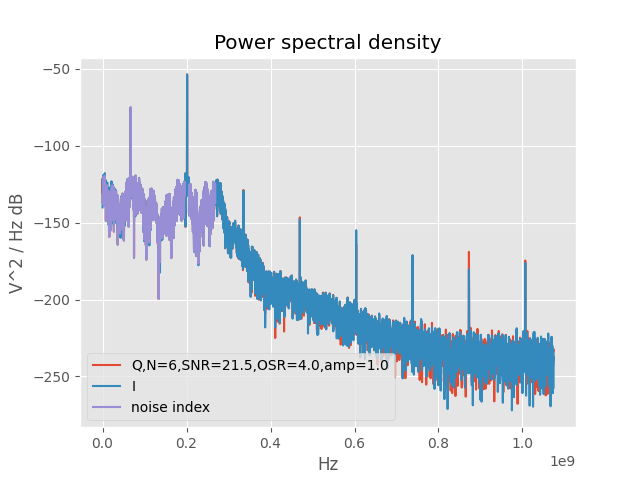 Power spectral density
V^2 / Hz dB
−50
−100
−150
−200
−250
Q,N=6,SNR=21.5,OSR=4.0,amp=1.0
I
noise index
0.0 0.2 0.4 0.6 0.8 1.0
1e9
Hz